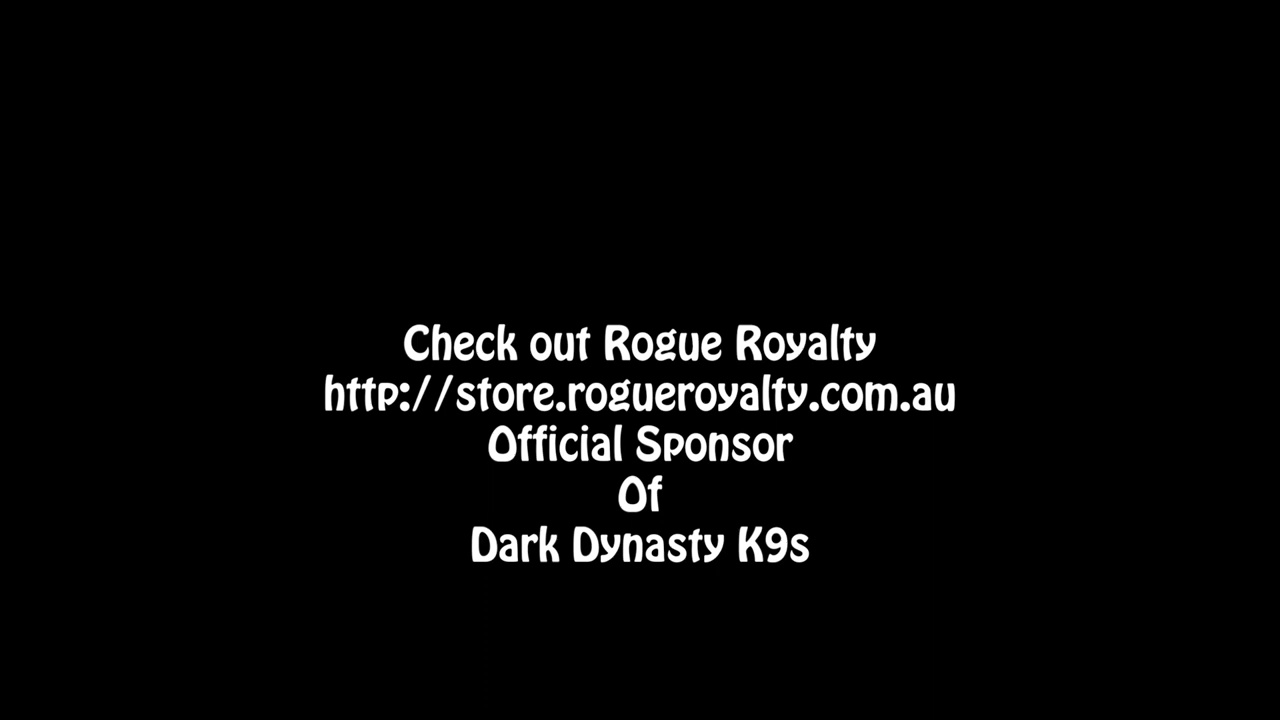 Check out Rogue Royalty
http://store.rogueroyalty.com.au
Official Sponsor
Of
Dark Dynasty K9s